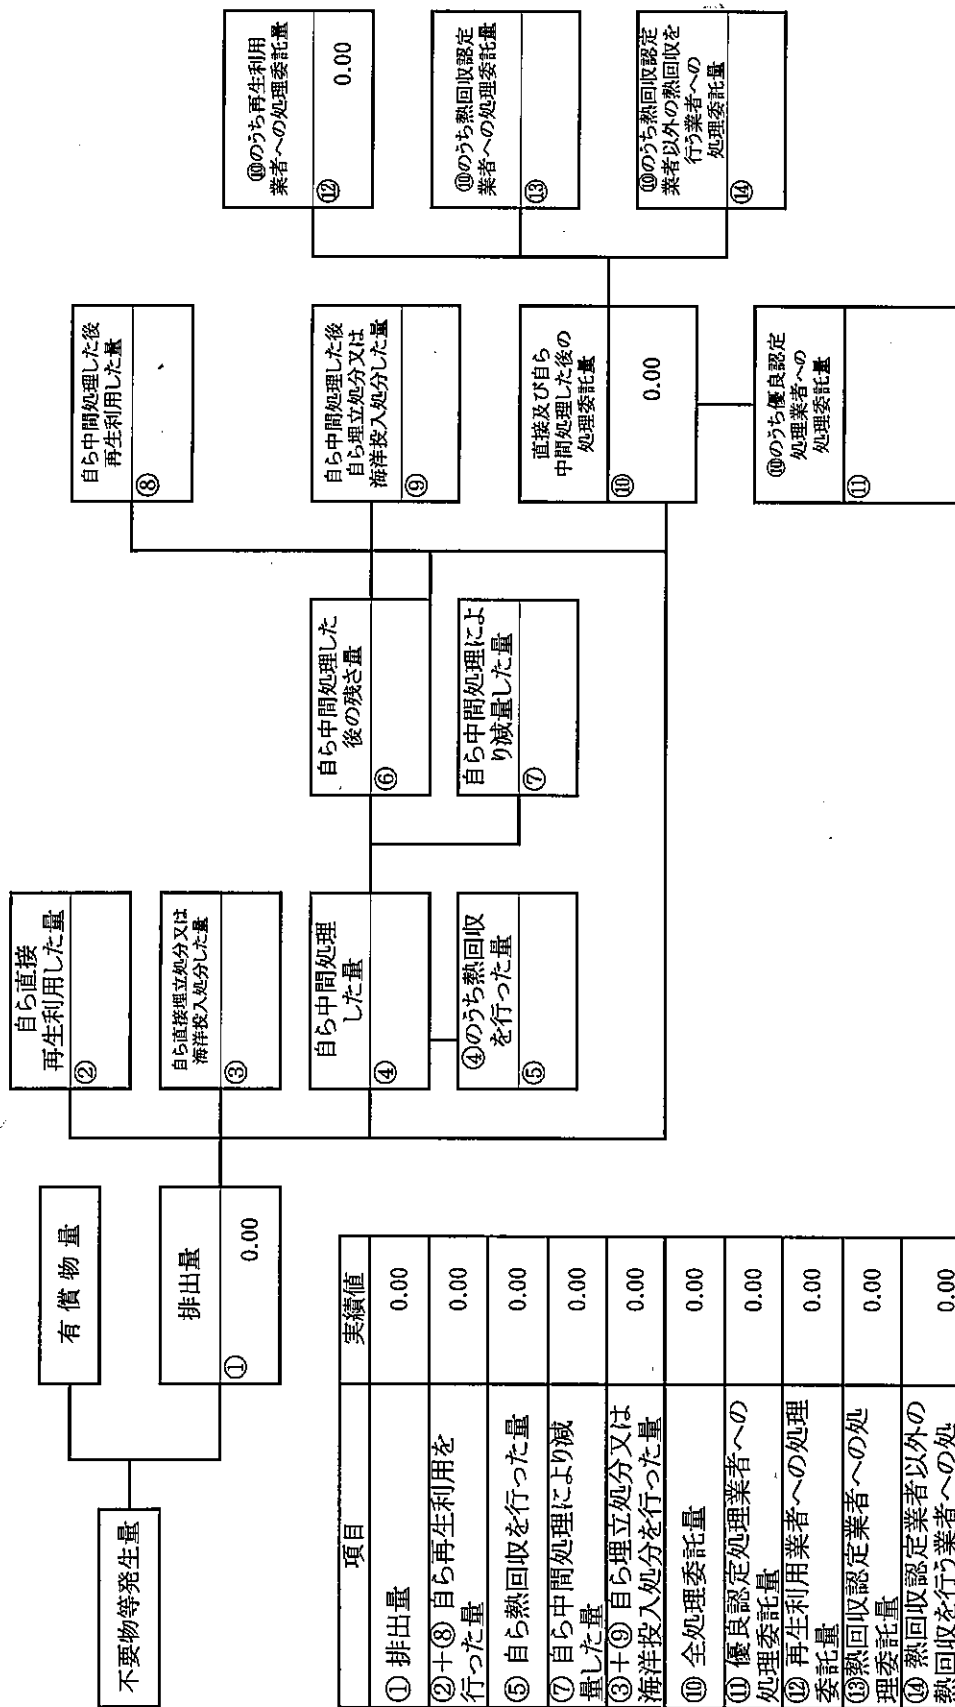 不要物等発生量
有償物量
排出量
①
0.00
自ら直接
再生利用した量
②
自ら直接埋立処分又は
海洋投入処分した量
③
自ら中間処理
した量
④
④のうち熱回収
を行った量
⑤
自ら中間処理した
後の残さ量
⑥
自ら中間処理によ
り減量した量
⑦
自ら中間処理した後
再生利用した量
⑧
自ら中間処理した後
自ら埋立処分又は
海洋投入処分した量
⑨
直接及び自ら
中間処理した後の
処理委託量
⑩
0.00
⑩のうち優良認定
処理業者への
処理委託量
⑪
⑩のうち再生利用
業者への処理委託量
⑫
0.00
⑩のうち熱回収認定
業者への処理委託量
⑬
⑩のうち熱回収認定
業者以外の熱回収を
行う業者への
処理委託量
⑭
項目 実績値
① 排出量 0.00
②+⑧ 自ら再生利用を
行った量 0.00
⑤ 自ら熱回収を行った量 0.00
⑦ 自ら中間処理により減
量した量 0.00
③+⑨ 自ら埋立処分又は
海洋投入処分を行った量 0.00
⑩ 全処理委託量 0.00
⑪ 優良認定処理業者への
処理委託量 0.00
⑫ 再生利用業者への処理
委託量 0.00
⑬熱回収認定業者への処
理委託量 0.00
⑭ 熱回収認定業者以外の
熱回収を行う業者への処 0.00